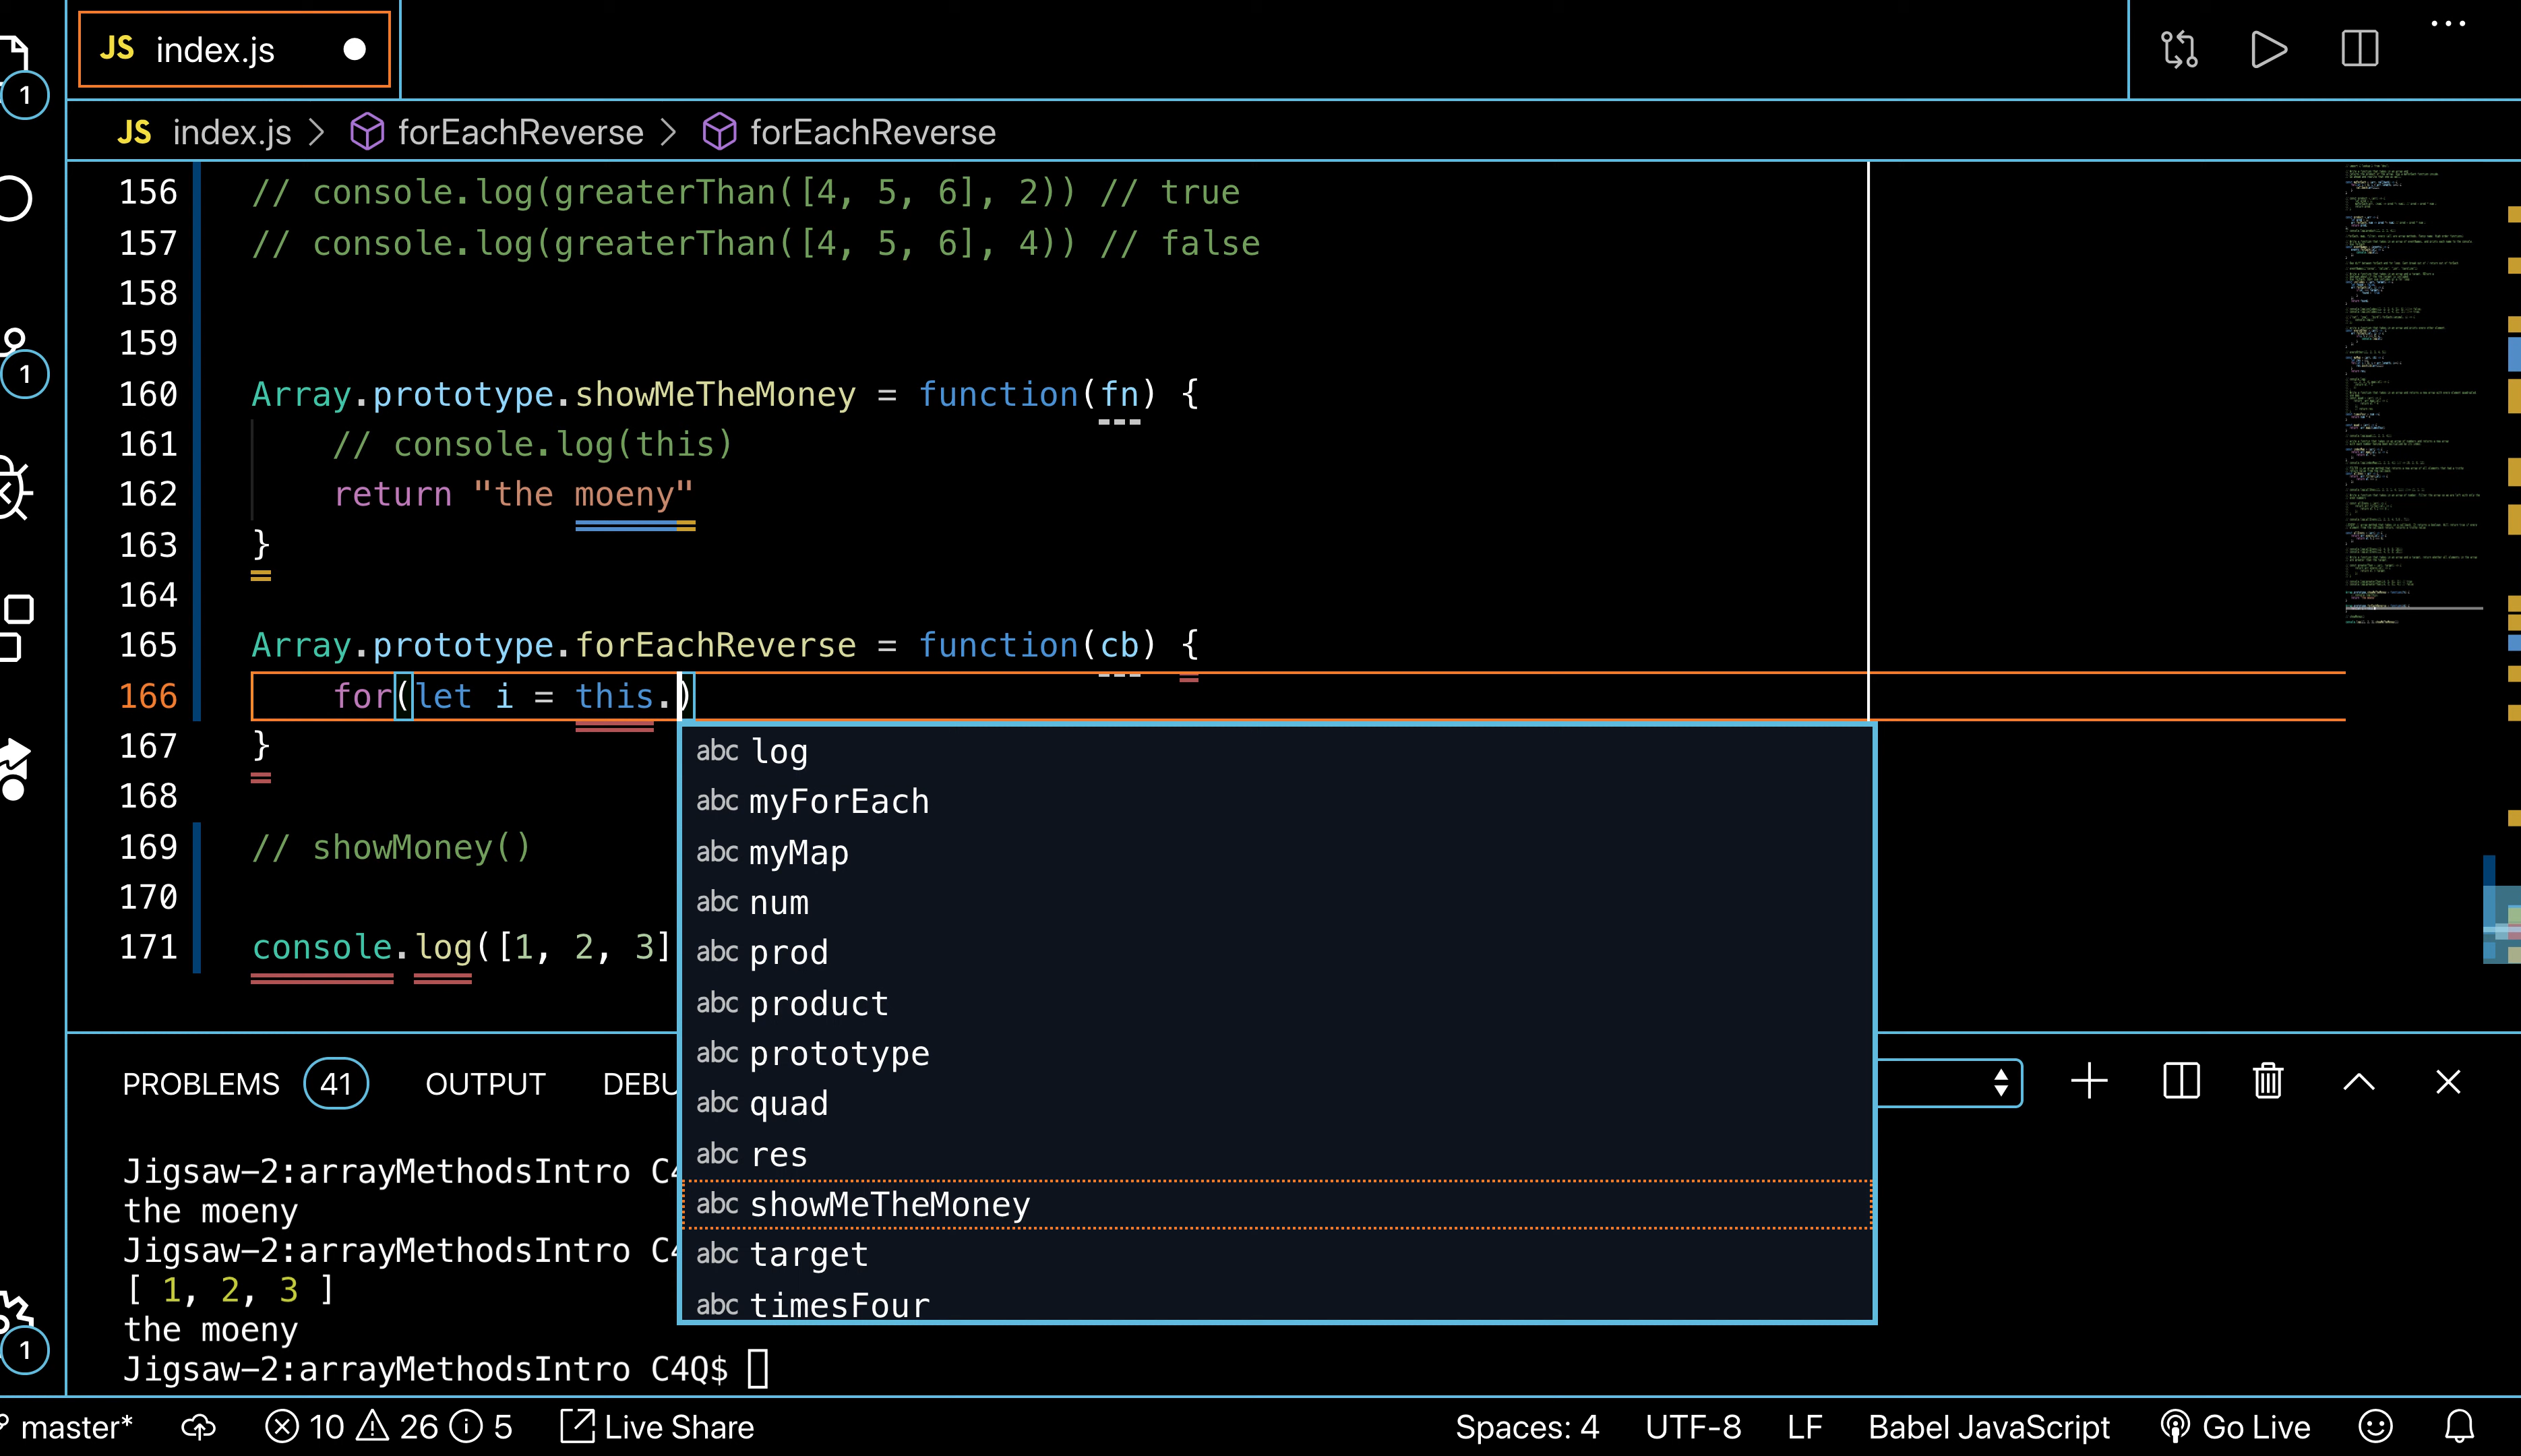 JS index.js
JS index.js > forEachReverse > forEachReverse
156 // console.log(greaterThan([4, 5, 6], 2)) // true
157 // console.log(greaterThan([4, 5, 6], 4)) // false
158
159
160 Array.prototype.showMeTheMoney = function(fn) {
161 // console.log(this)
162 return "the moeny"
163 }
164
165 Array.prototype.forEachReverse = function(cb) {
166 for(let i = this.)
167 }
168
169 // showMoney()
170
171 console.log([1, 2, 3]
abc log
abc myForEach
abc myMap
abc num
abc prod
abc product
abc prototype
abc quad
abc res
abc showMeTheMoney
abc target
abc timesFour
1
1
1
PROBLEMS 41 OUTPUT DEBU
Jigsaw-2:arrayMethodsIntro C4
the moeny
Jigsaw-2:arrayMethodsIntro C4
[ 1, 2, 3 ]
the moeny
Jigsaw-2:arrayMethodsIntro C4Q$
master* 10 26 5 Live Share Spaces: 4 UTF-8 LF Babel JavaScript Go Live